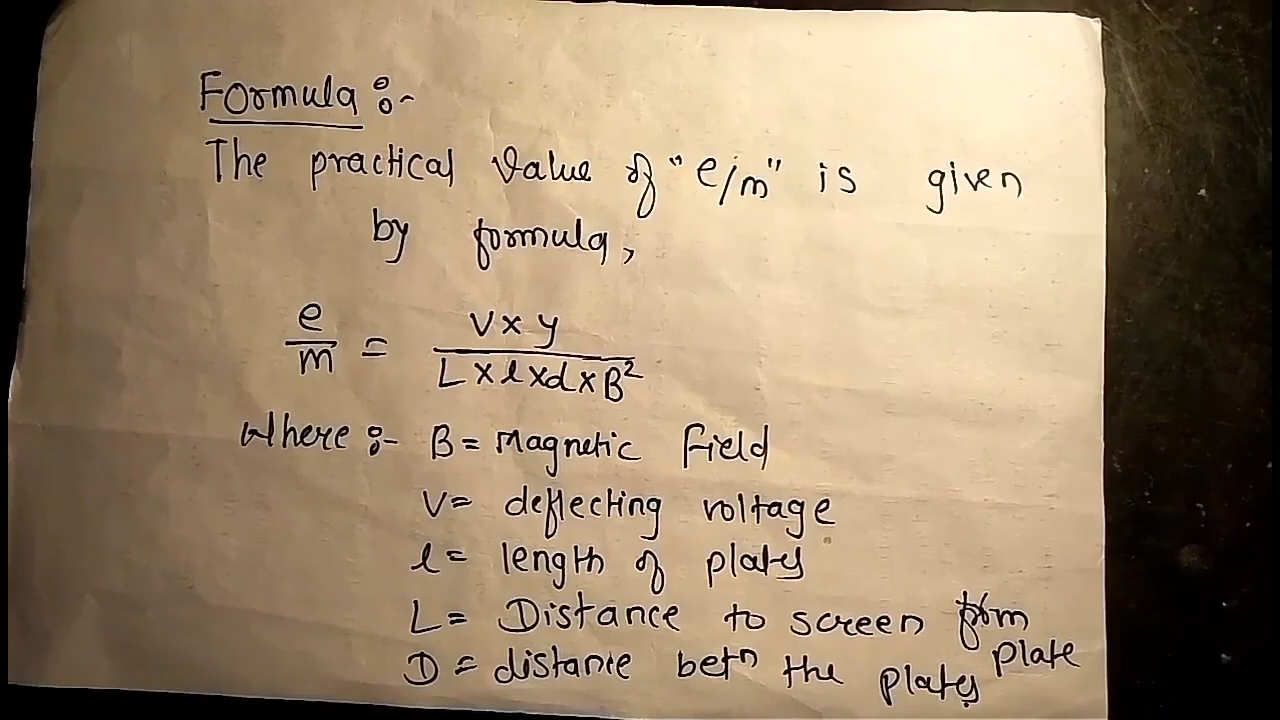 Formula :-
The practical value of "e/m" is given
by formula,
e/m = V x y / L x l x d x B²
Where :- B = Magnetic Field
V = deflecting voltage
l = length of plates
L = Distance to screen from plate
D = distance betn the plates